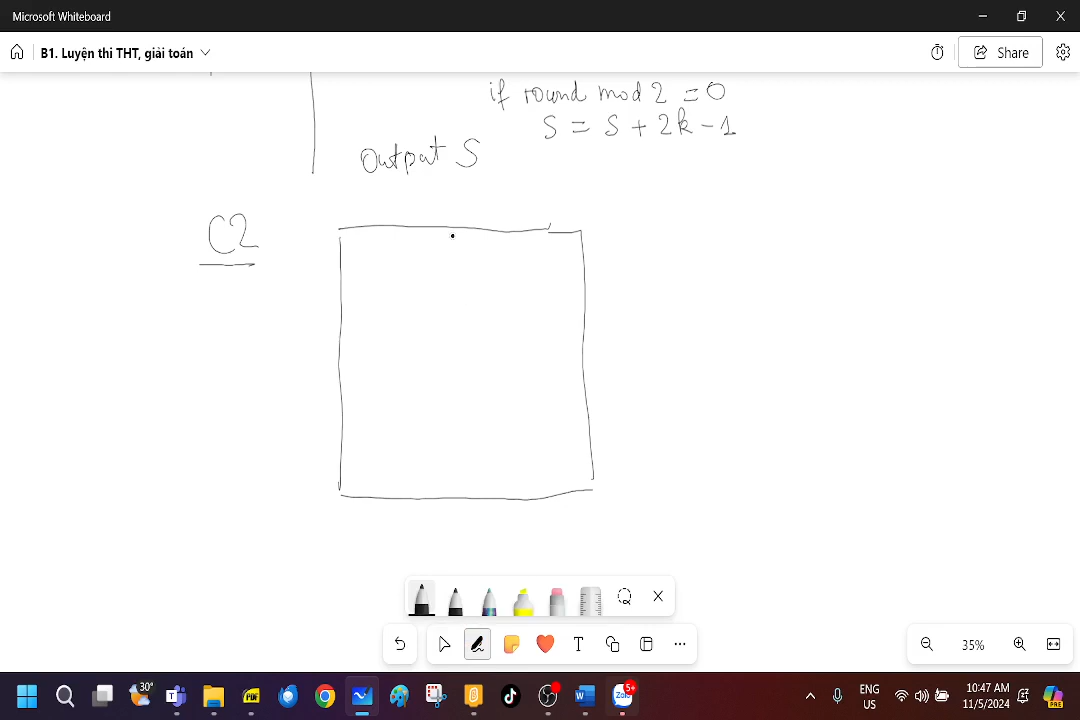 Microsoft Whiteboard
B1. Luyện thi THT, giải toán
Share
if round mod 2 = 0
S = S + 2k - 1
Output S
C2
T
35%
30°
5+
ENG
US
10:47 AM
11/5/2024